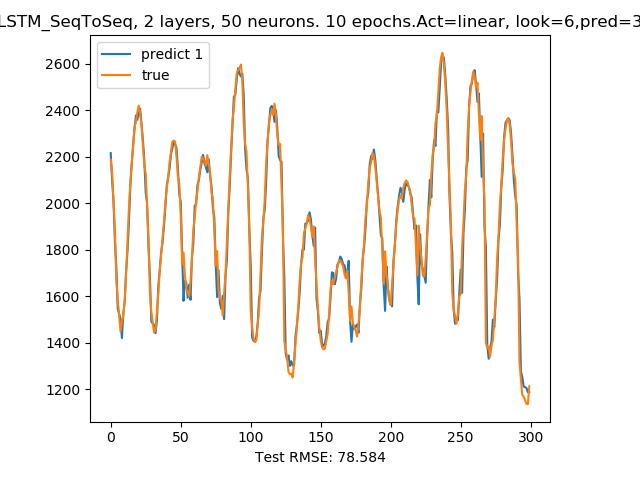 LSTM_SeqToSeq, 2 layers, 50 neurons. 10 epochs.Act=linear, look=6,pred=3
predict 1
true
2600
2400
2200
2000
1800
1600
1400
1200
0 50 100 150 200 250 300
Test RMSE: 78.584